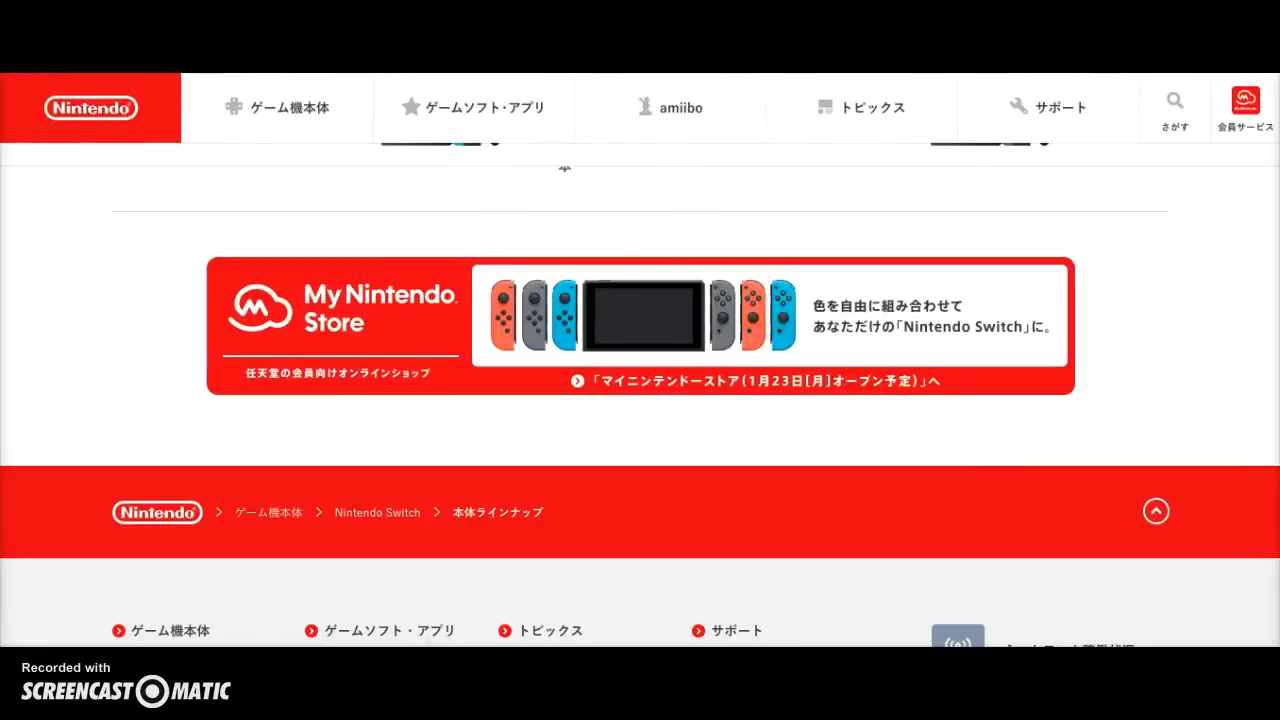 Nintendo
ゲーム機本体
ゲームソフト・アプリ
amiibo
トピックス
サポート
さがす
会員サービス
My Nintendo
Store
任天堂の会員向けオンラインショップ
色を自由に組み合わせて
あなただけの「Nintendo Switch」に。
「マイニンテンドーストア(1月23日[月]オープン予定)」へ
Nintendo > ゲーム機本体 > Nintendo Switch > 本体ラインナップ
ゲーム機本体
ゲームソフト・アプリ
トピックス
サポート
Recorded with
SCREENCAST-O-MATIC